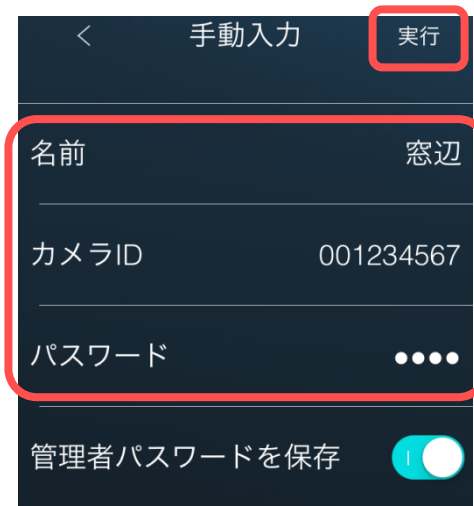 手動入力 実行
名前 窓辺
カメラID 001234567
パスワード ●●●●
管理者パスワードを保存